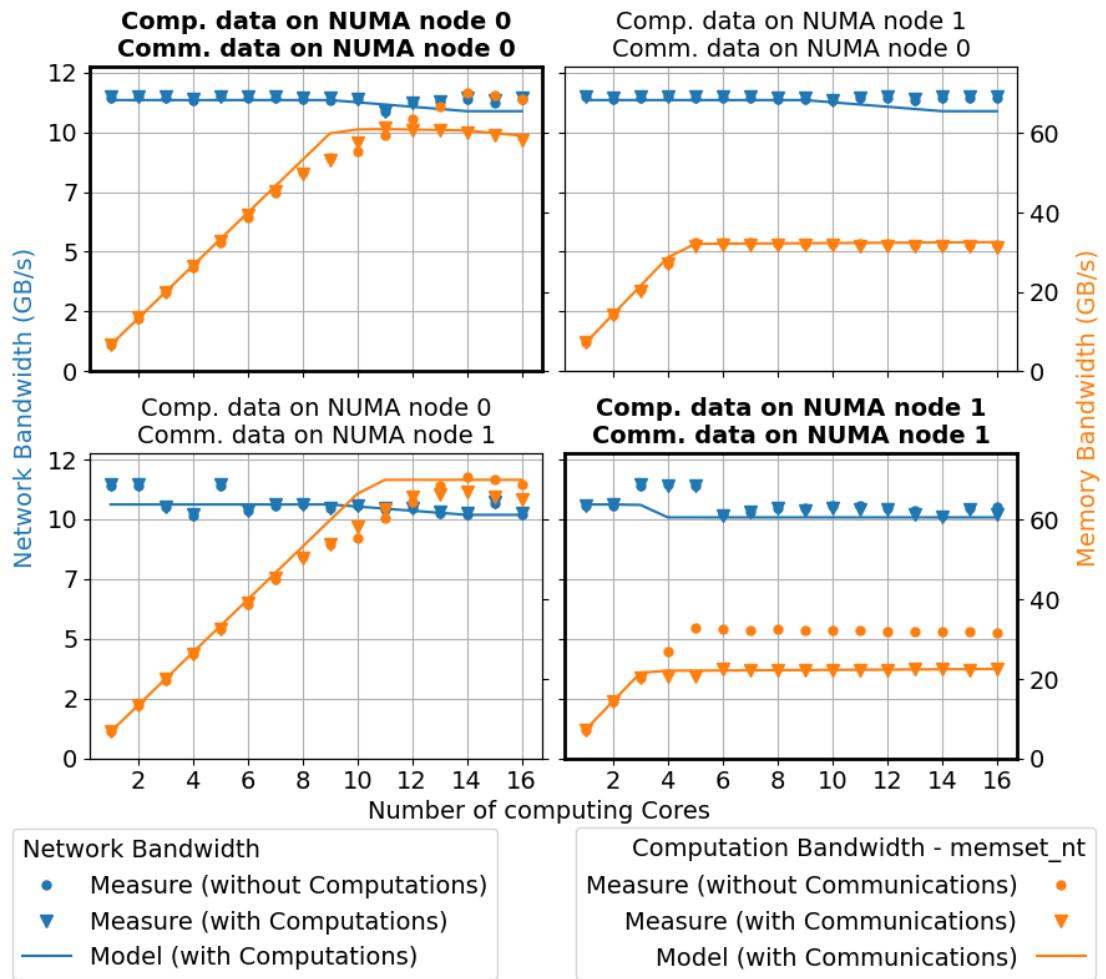 Comp. data on NUMA node 0
Comm. data on NUMA node 0
Comp. data on NUMA node 1
Comm. data on NUMA node 0
12
10
7
5
2
0
60
40
20
0
Network Bandwidth (GB/s)
Memory Bandwidth (GB/s)
Comp. data on NUMA node 0
Comm. data on NUMA node 1
Comp. data on NUMA node 1
Comm. data on NUMA node 1
12
10
7
5
2
0
60
40
20
0
2 4 6 8 10 12 14 16
2 4 6 8 10 12 14 16
Number of computing Cores
Network Bandwidth
Measure (without Computations)
Measure (with Computations)
Model (with Computations)
Computation Bandwidth - memset_nt
Measure (without Communications)
Measure (with Communications)
Model (with Communications)